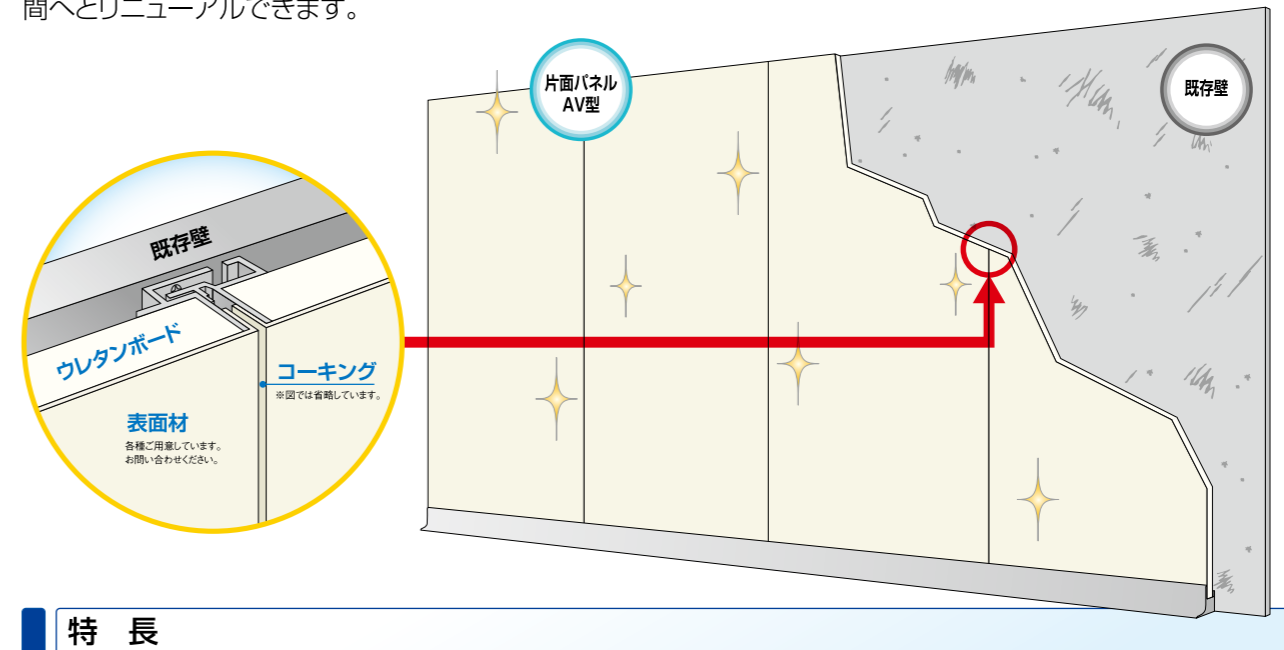 間へとリニューアルできます。
片面パネル
AV型
既存壁
既存壁
ウレタンボード
コーキング
※図では省略しています。
表面材
各種ご用意しています。
お問い合わせください。
特 長